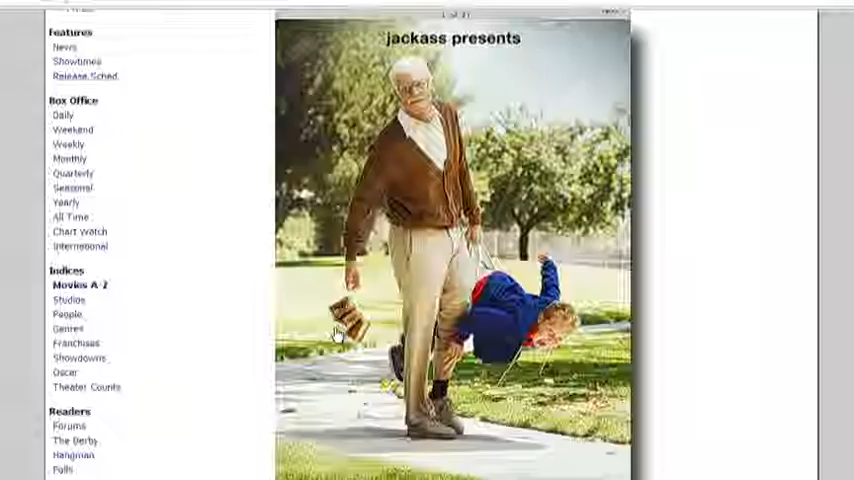 Features
News
Showtimes
Release Sched.
Box Office
Daily
Weekend
Weekly
Monthly
Quarterly
Seasonal
Yearly
All Time
Chart Watch
International
Indices
Movies A-Z
Studios
People
Genres
Franchises
Showdowns
Oscar
Theater Counts
Readers
Forums
The Derby
Hangman
Polls
jackass presents